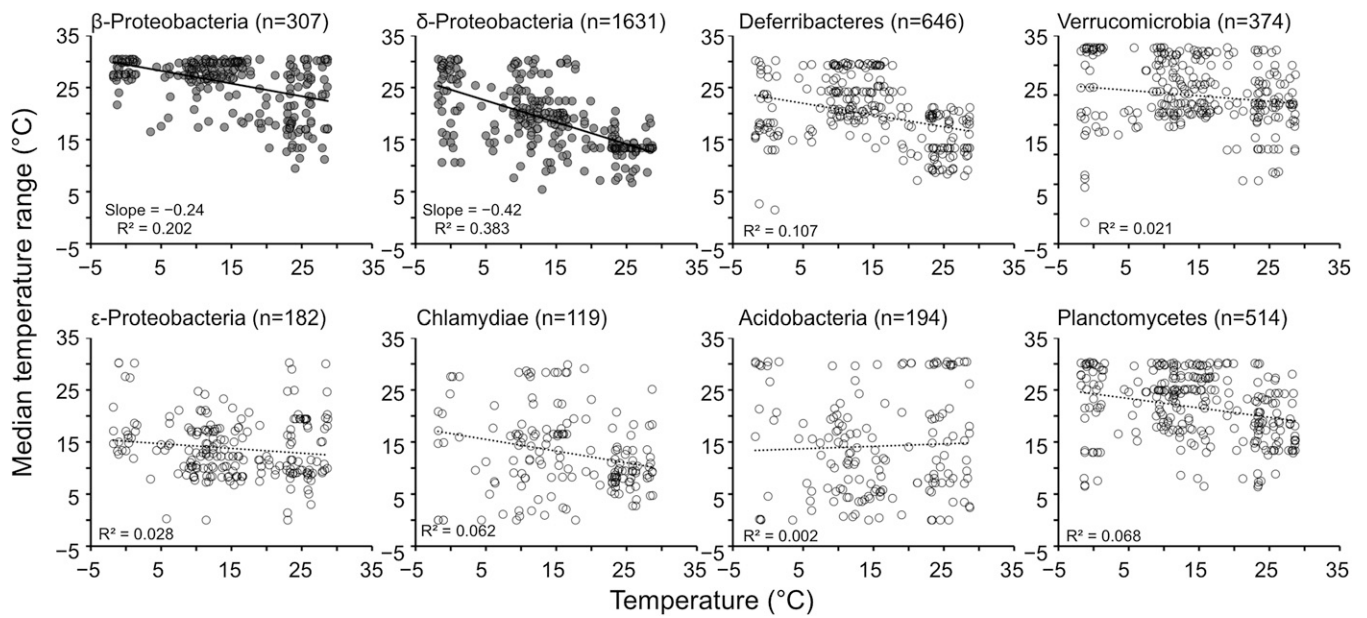 β-Proteobacteria (n=307)
δ-Proteobacteria (n=1631)
Deferribacteres (n=646)
Verrucomicrobia (n=374)
35
25
15
5
−5
Slope = −0.24
R² = 0.202
−5 5 15 25 35
35
25
15
5
−5
Slope = −0.42
R² = 0.383
−5 5 15 25 35
35
25
15
5
−5
R² = 0.107
−5 5 15 25 35
35
25
15
5
−5
R² = 0.021
−5 5 15 25 35
Median temperature range (°C)
ε-Proteobacteria (n=182)
Chlamydiae (n=119)
Acidobacteria (n=194)
Planctomycetes (n=514)
35
25
15
5
−5
R² = 0.028
−5 5 15 25 35
35
25
15
5
−5
R² = 0.062
−5 5 15 25 35
35
25
15
5
−5
R² = 0.002
−5 5 15 25 35
35
25
15
5
−5
R² = 0.068
−5 5 15 25 35
Temperature (°C)